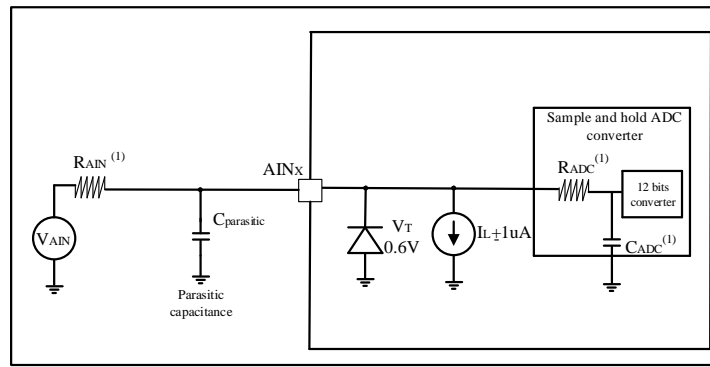 Sample and hold ADC
converter
RAIN(1)
AINX
RADC(1)
12 bits
converter
VAIN
Cparasitic
VT
0.6V
IL±1uA
CADC(1)
Parasitic
capacitance